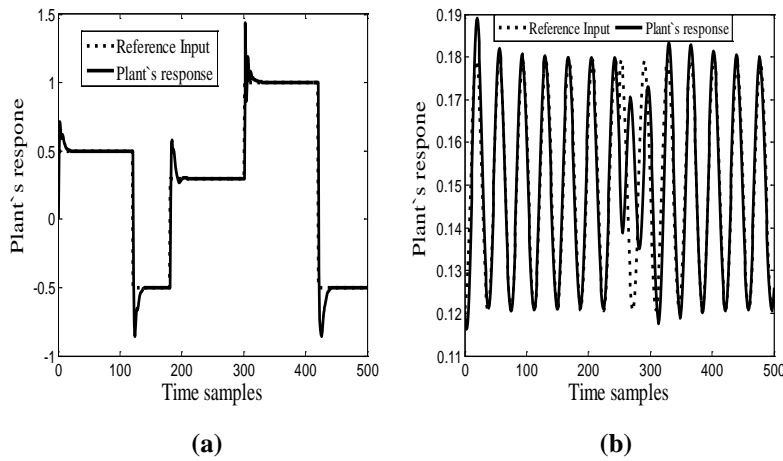 1.5
1
0.5
0
-0.5
-1
0 100 200 300 400 500
Plant`s respone
Time samples
Reference Input
Plant`s response
(a)
0.19
0.18
0.17
0.16
0.15
0.14
0.13
0.12
0.11
0 100 200 300 400 500
Plant`s respone
Time samples
Reference Input Plant`s response
(b)